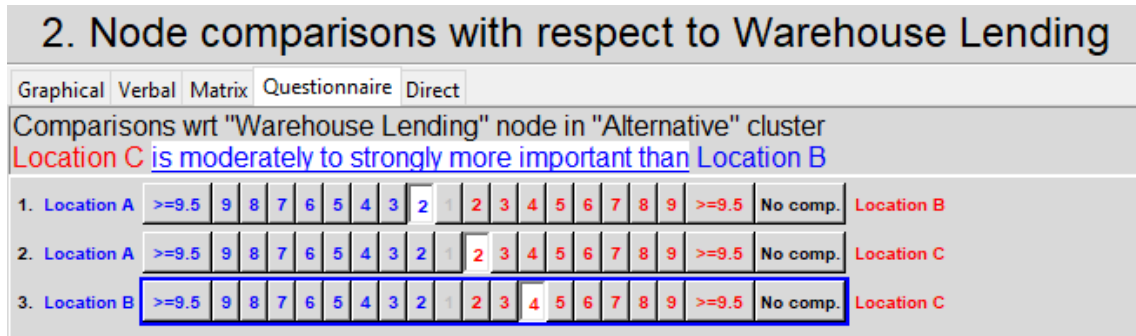 2. Node comparisons with respect to Warehouse Lending
Graphical Verbal Matrix Questionnaire Direct
Comparisons wrt "Warehouse Lending" node in "Alternative" cluster
Location C is moderately to strongly more important than Location B
1. Location A >=9.5 9 8 7 6 5 4 3 2 1 2 3 4 5 6 7 8 9 >=9.5 No comp. Location B
2. Location A >=9.5 9 8 7 6 5 4 3 2 1 2 3 4 5 6 7 8 9 >=9.5 No comp. Location C
3. Location B >=9.5 9 8 7 6 5 4 3 2 1 2 3 4 5 6 7 8 9 >=9.5 No comp. Location C